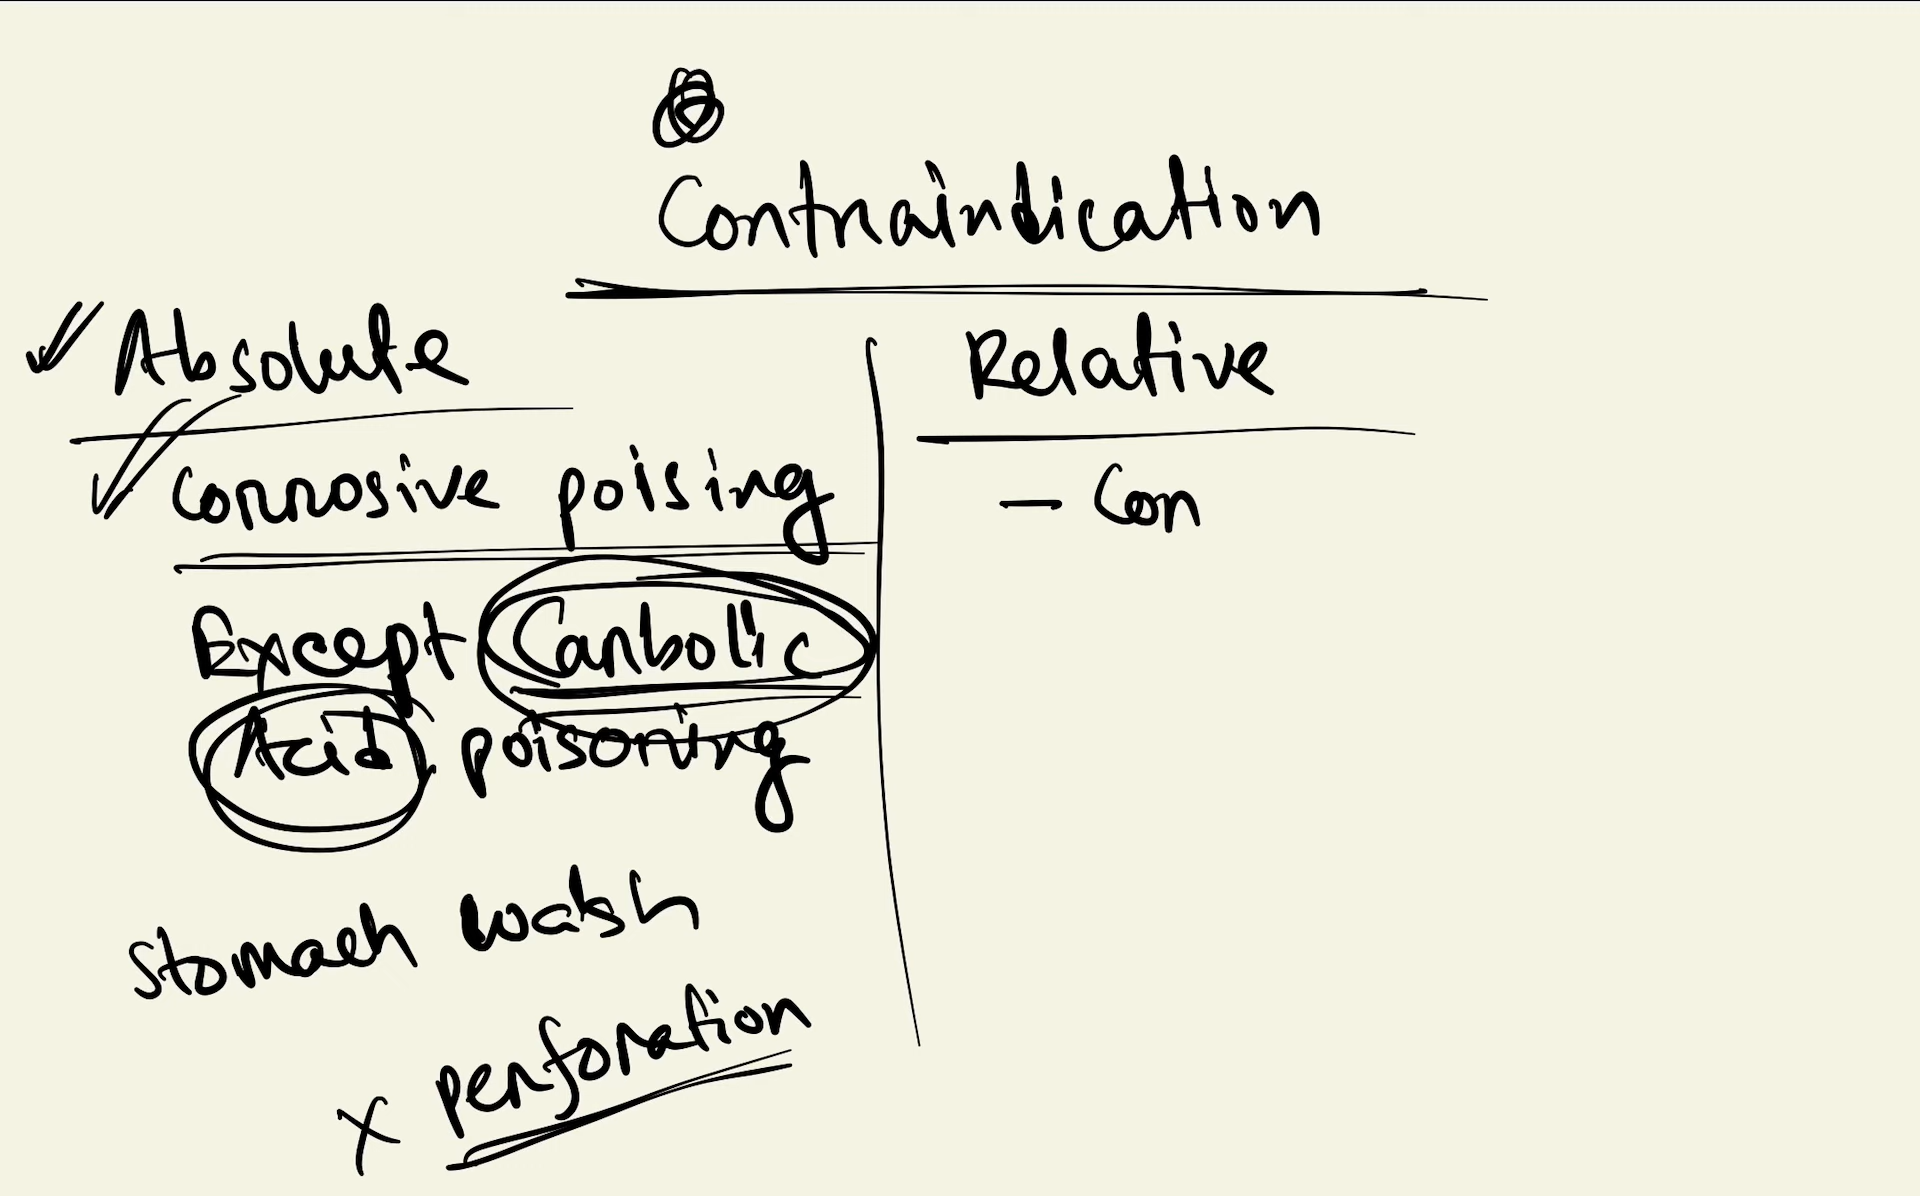 Contraindication
Absolute
Corrosive poising
Except Carbolic
Acid poisoning
Stomach wash
x perforation
Relative
— Con